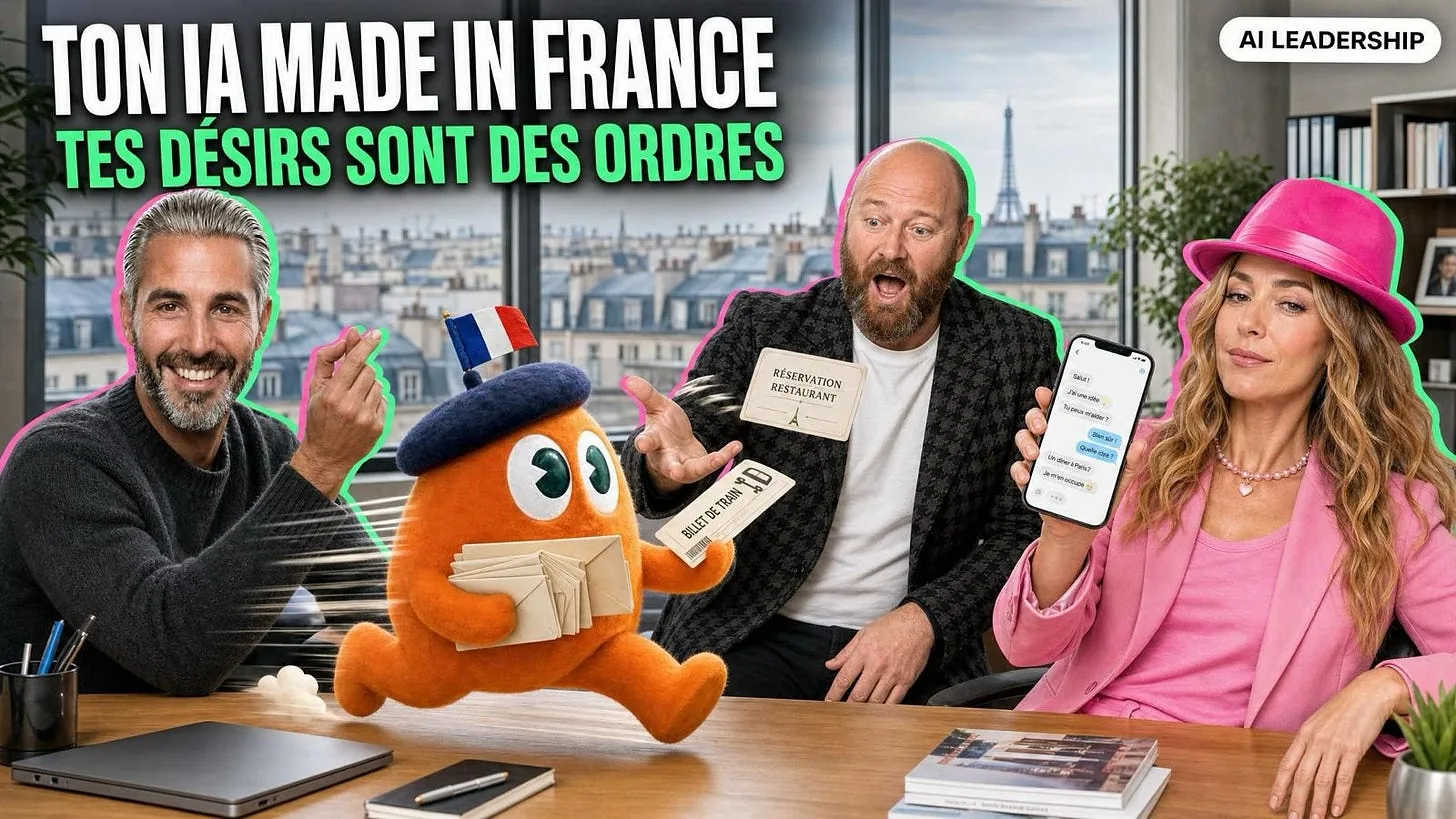 TON IA MADE IN FRANCE
TES DÉSIRS SONT DES ORDRES
AI LEADERSHIP
RÉSERVATION
RESTAURANT
BILLET DE TRAIN
Salut !
J'ai une idée
Tu peux m'aider ?
Bien sûr !
Quelle idée ?
Un dîner à Paris?
Je m'en occupe